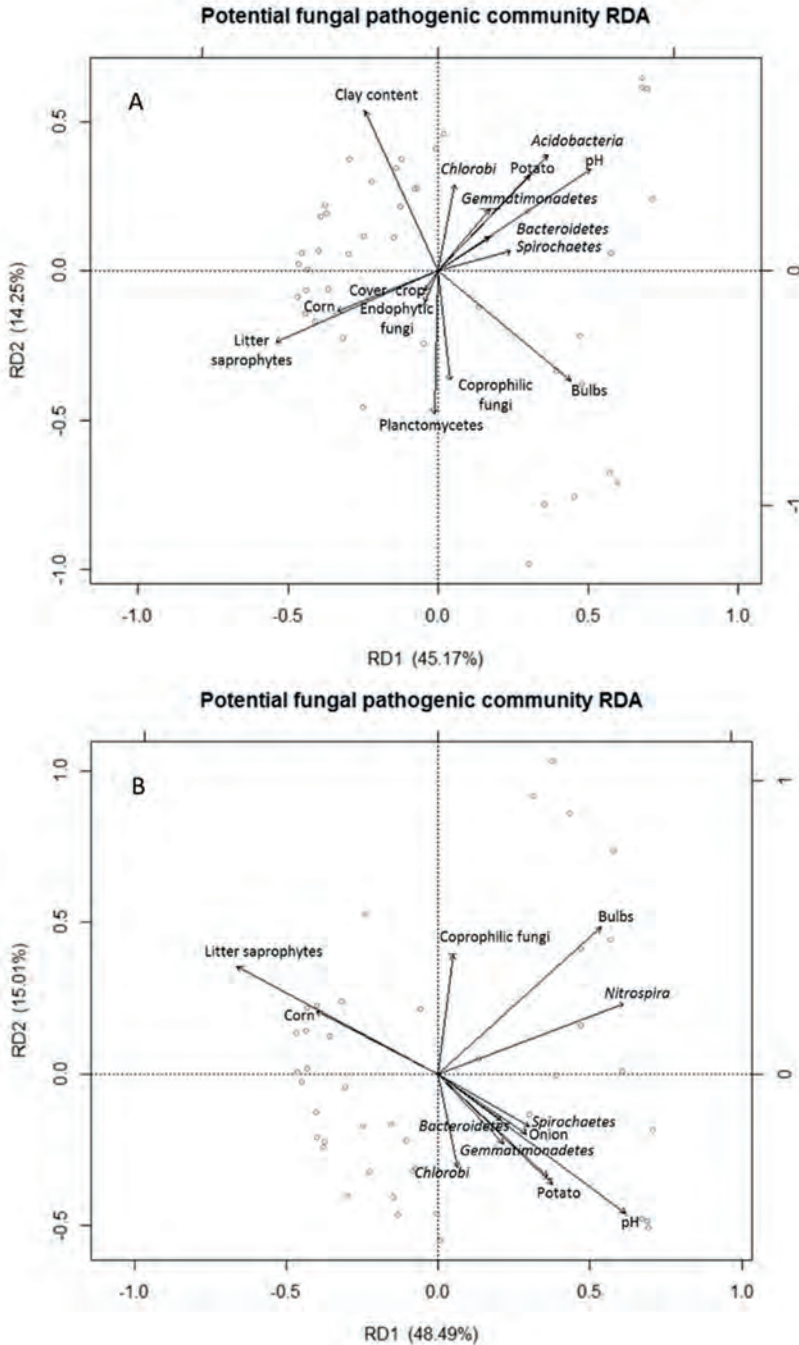 Potential fungal pathogenic community RDA
A
Clay content
Acidobacteria
Chlorobi
Potato
pH
Gemmatimonadetes
Bacteroidetes
Spirochaetes
Cover crop
Corn
Endophytic
fungi
Litter
saprophytes
Coprophilic
fungi
Bulbs
Planctomycetes
0.5
0.0
-0.5
-1.0
RD2 (14.25%)
0
-1
-1.0
-0.5
0.0
0.5
1.0
RD1 (45.17%)
Potential fungal pathogenic community RDA
B
Bulbs
Coprophilic fungi
Litter saprophytes
Nitrospira
Corn
Bacteroidetes
Spirochaetes
Onion
Gemmatimonadetes
Chlorobi
Potato
pH
1.0
0.5
0.0
-0.5
RD2 (15.01%)
1
0
-1.0
-0.5
0.0
0.5
1.0
RD1 (48.49%)